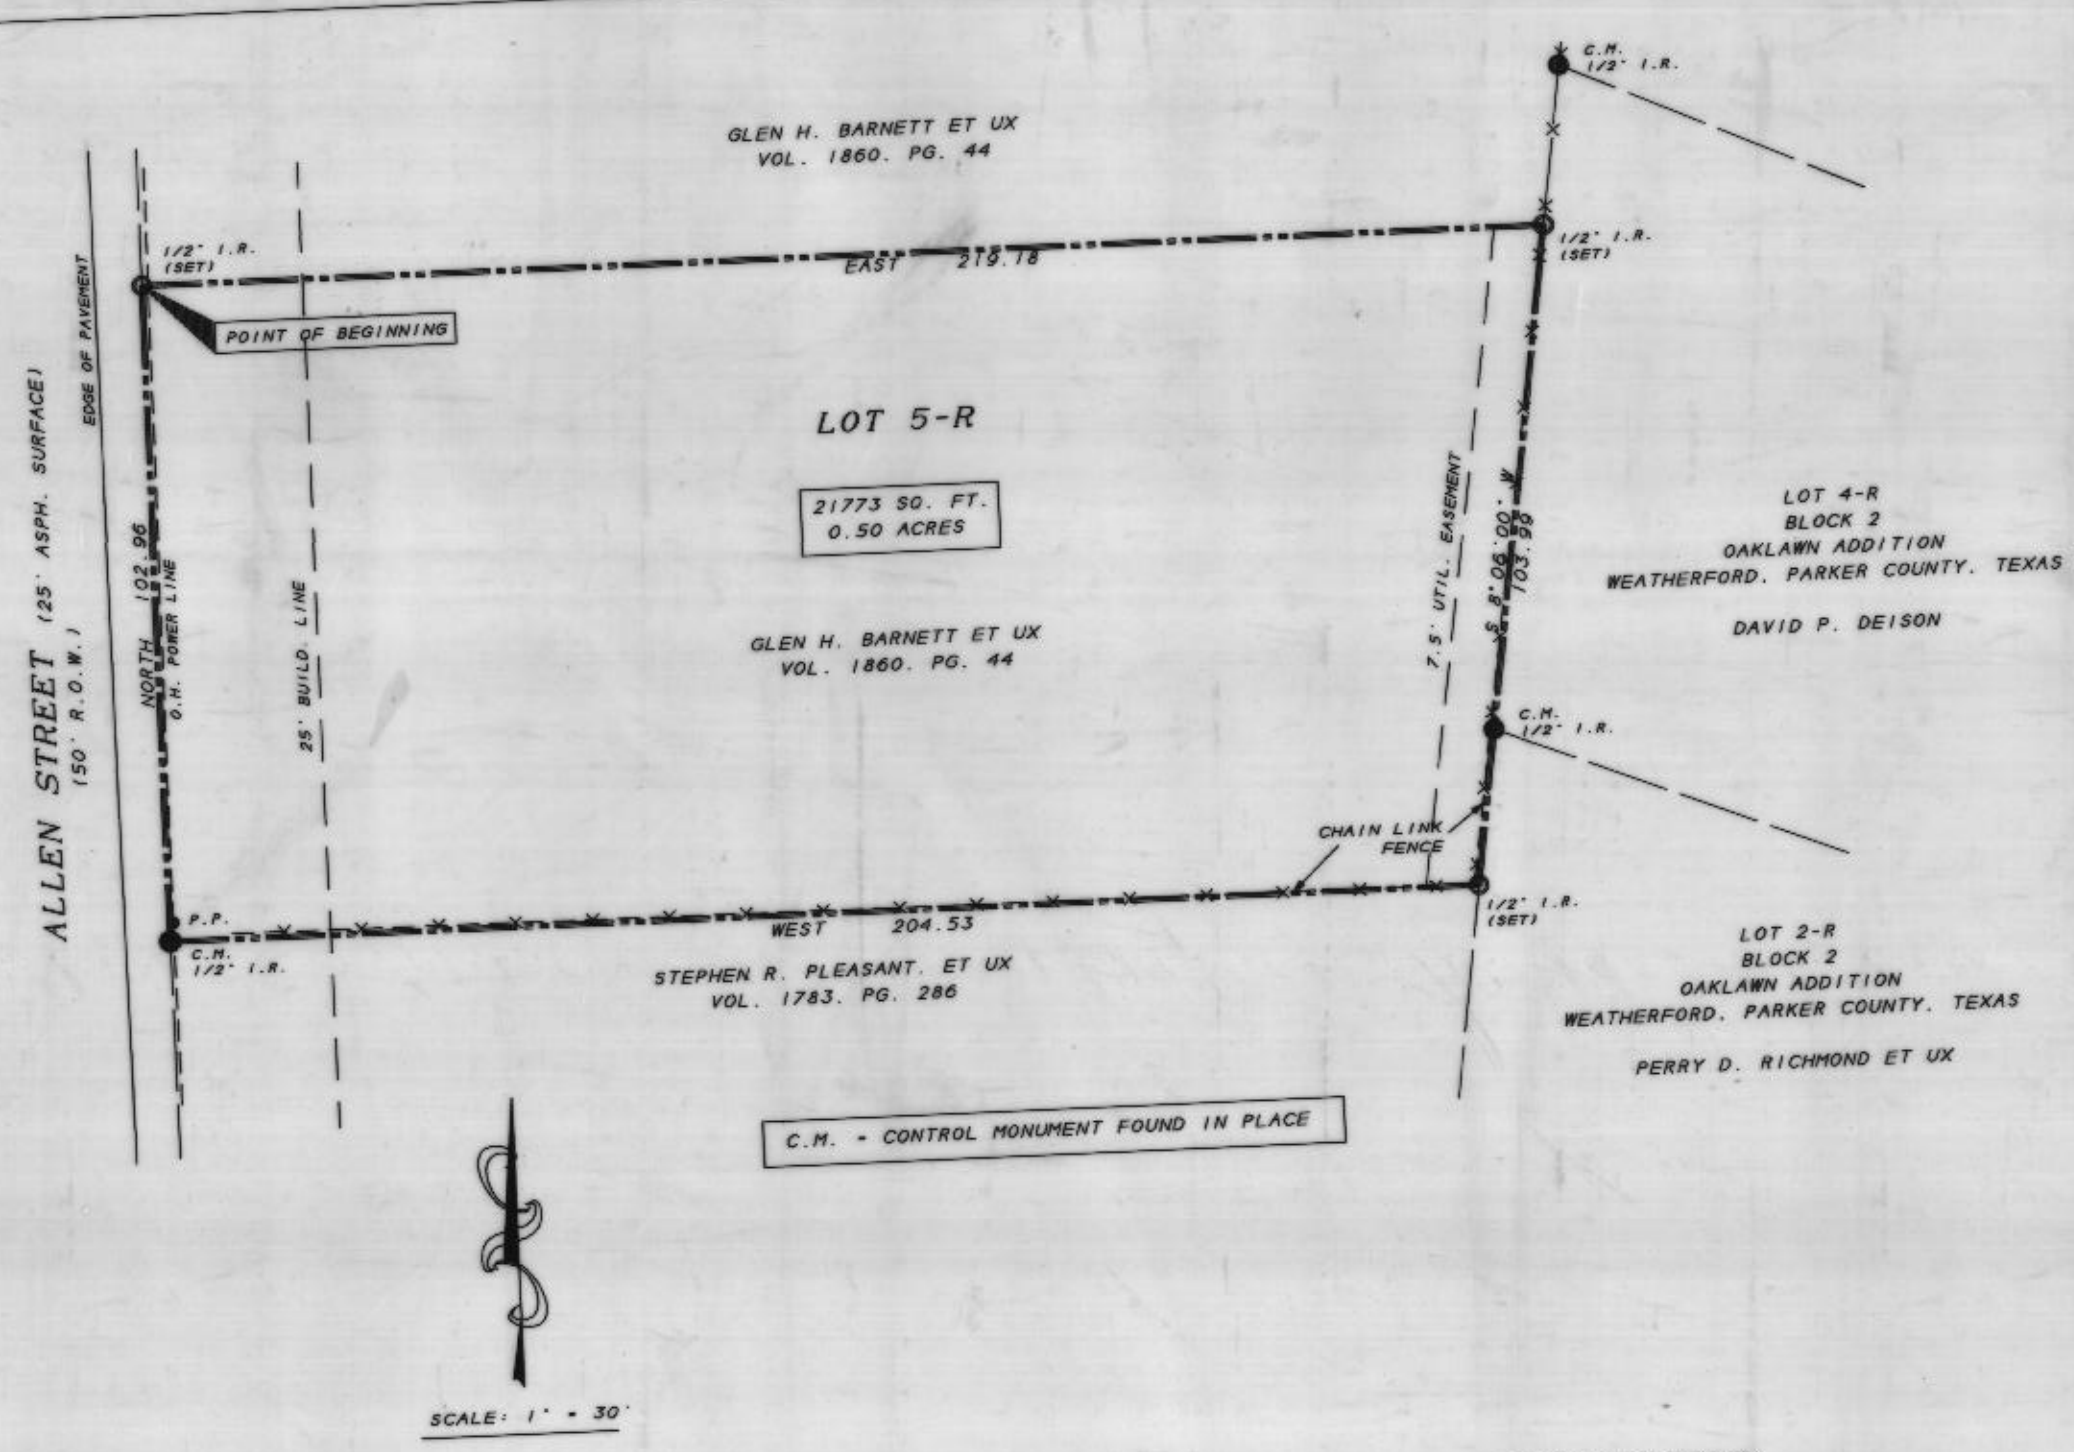 C.M.
1/2" I.R.
GLEN H. BARNETT ET UX
VOL. 1860. PG. 44
1/2" I.R.
(SET)
EAST 219.18
1/2" I.R.
(SET)
POINT OF BEGINNING
EDGE OF PAVEMENT
ALLEN STREET (25' ASPH. SURFACE)
(50' R.O.W.)
NORTH 102.96
O.H. POWER LINE
25' BUILD. LINE
LOT 5-R
21773 SQ. FT.
0.50 ACRES
GLEN H. BARNETT ET UX
VOL. 1860. PG. 44
7.5' UTIL. EASEMENT
S 8°06'00" W
103.99
LOT 4-R
BLOCK 2
OAKLAWN ADDITION
WEATHERFORD. PARKER COUNTY. TEXAS
DAVID P. DEISON
C.M.
1/2" I.R.
CHAIN LINK
FENCE
P.P.
C.M.
1/2" I.R.
WEST 204.53
1/2" I.R.
(SET)
STEPHEN R. PLEASANT. ET UX
VOL. 1783. PG. 286
LOT 2-R
BLOCK 2
OAKLAWN ADDITION
WEATHERFORD. PARKER COUNTY. TEXAS
PERRY D. RICHMOND ET UX
C.M. - CONTROL MONUMENT FOUND IN PLACE
SCALE: 1" - 30'